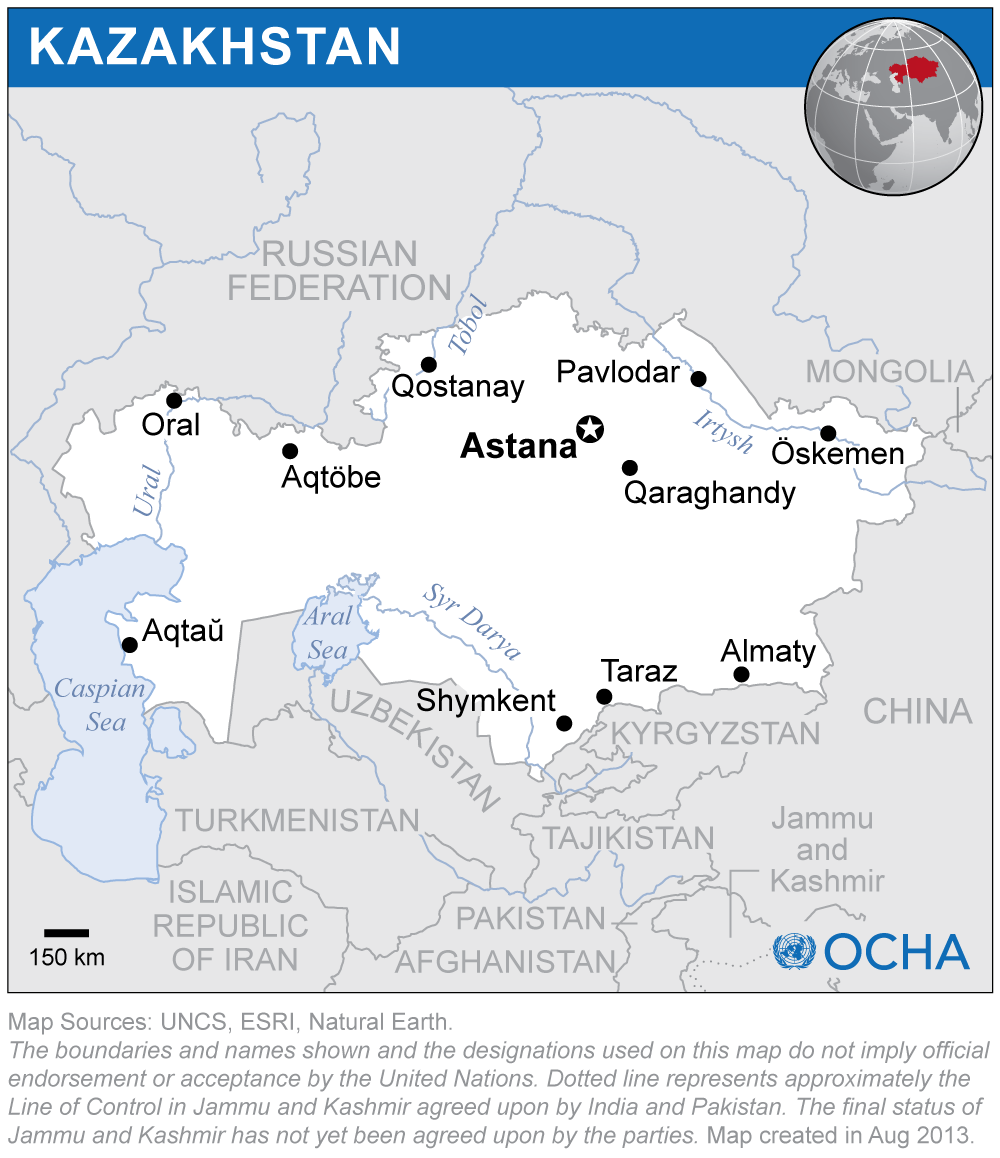 KAZAKHSTAN
RUSSIAN
FEDERATION
Tobol
MONGOLIA
Qostanay
Pavlodar
Oral
Astana
Irtysh
Öskemen
Aqtöbe
Ural
Qaraghandy
Aqtaŭ
Aral
Sea
Syr Darya
Almaty
Taraz
Caspian
Sea
Shymkent
UZBEKISTAN
KYRGYZSTAN
CHINA
TURKMENISTAN
TAJIKISTAN
Jammu
and
Kashmir
ISLAMIC
REPUBLIC
OF IRAN
PAKISTAN
AFGHANISTAN
150 km
OCHA
Map Sources: UNCS, ESRI, Natural Earth.
The boundaries and names shown and the designations used on this map do not imply official
endorsement or acceptance by the United Nations. Dotted line represents approximately the
Line of Control in Jammu and Kashmir agreed upon by India and Pakistan. The final status of
Jammu and Kashmir has not yet been agreed upon by the parties. Map created in Aug 2013.